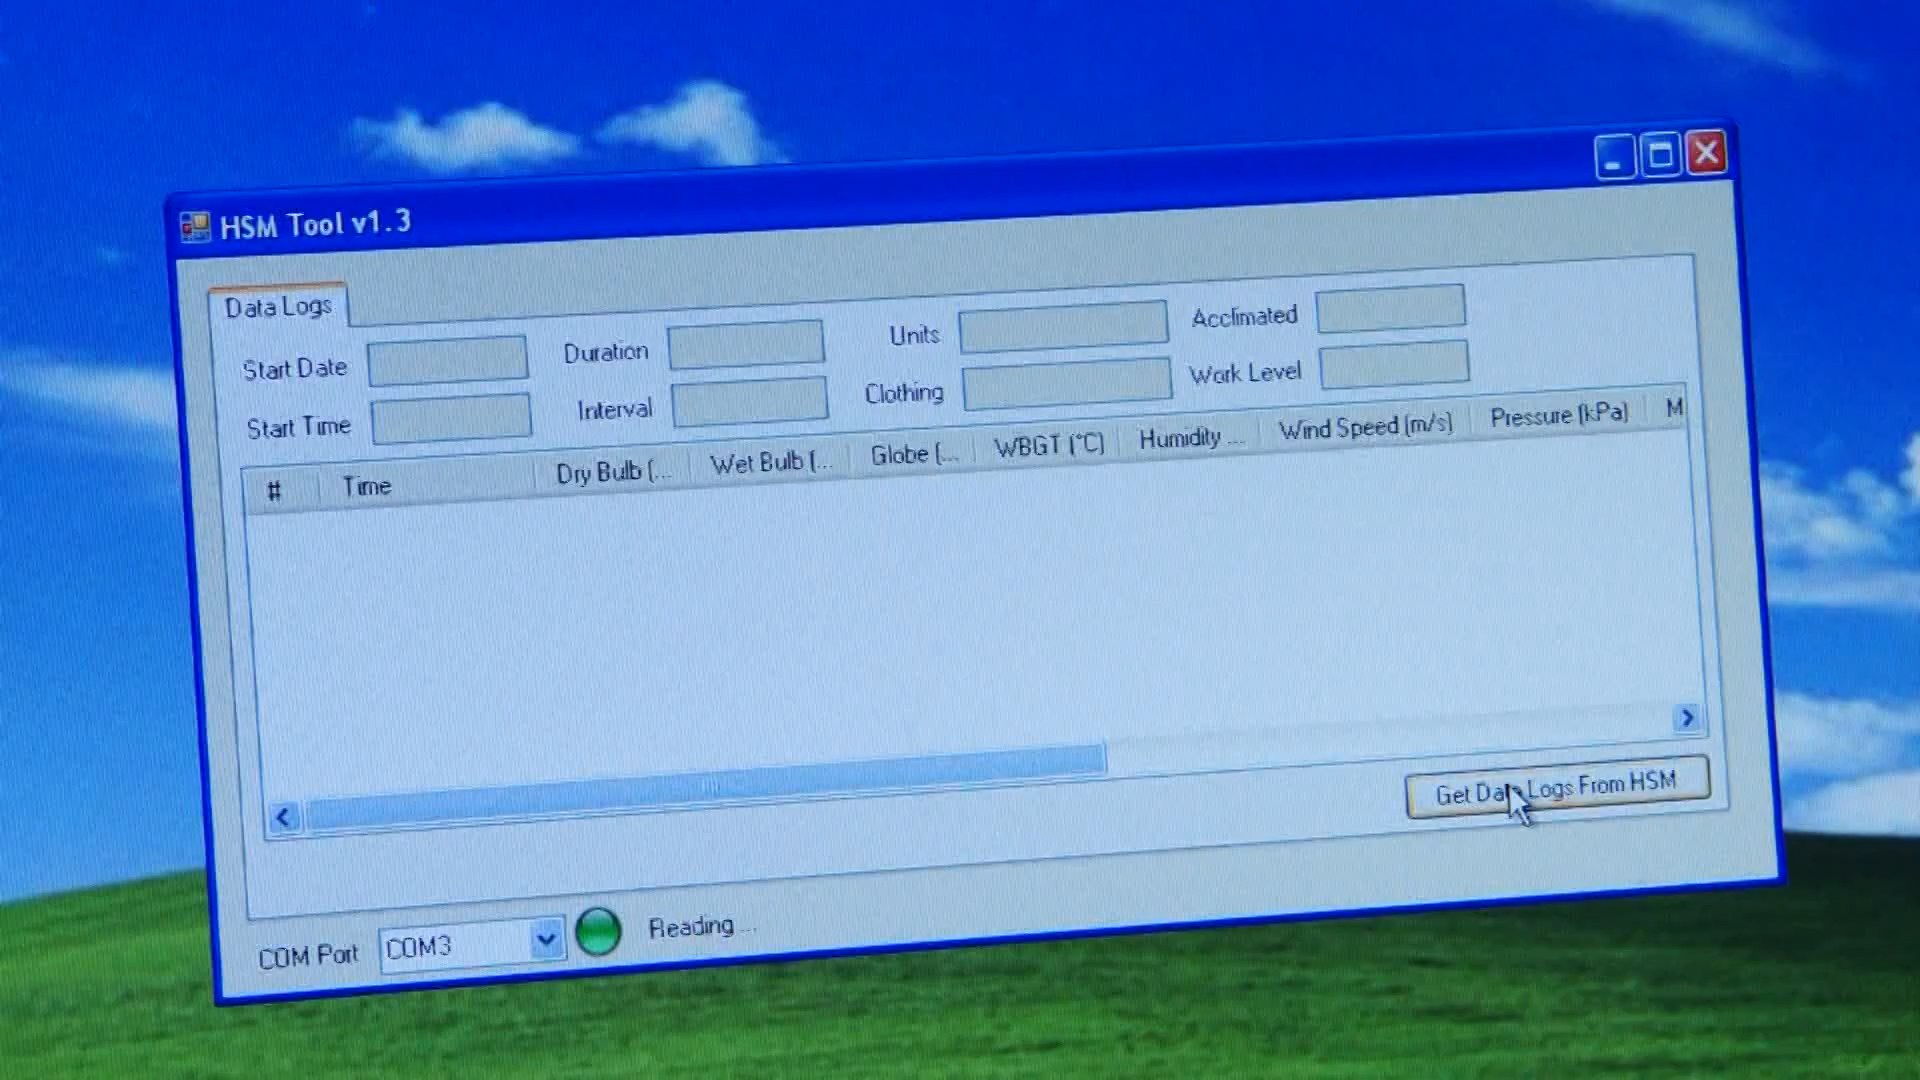 HSM Tool v1.3
Data Logs
Start Date
Duration
Units
Acclimated
Start Time
Interval
Clothing
Work Level
# Time Dry Bulb (... Wet Bulb (... Globe (... WBGT (°C) Humidity ... Wind Speed (m/s) Pressure (kPa) M
Get Data Logs From HSM
COM Port COM3 Reading ...